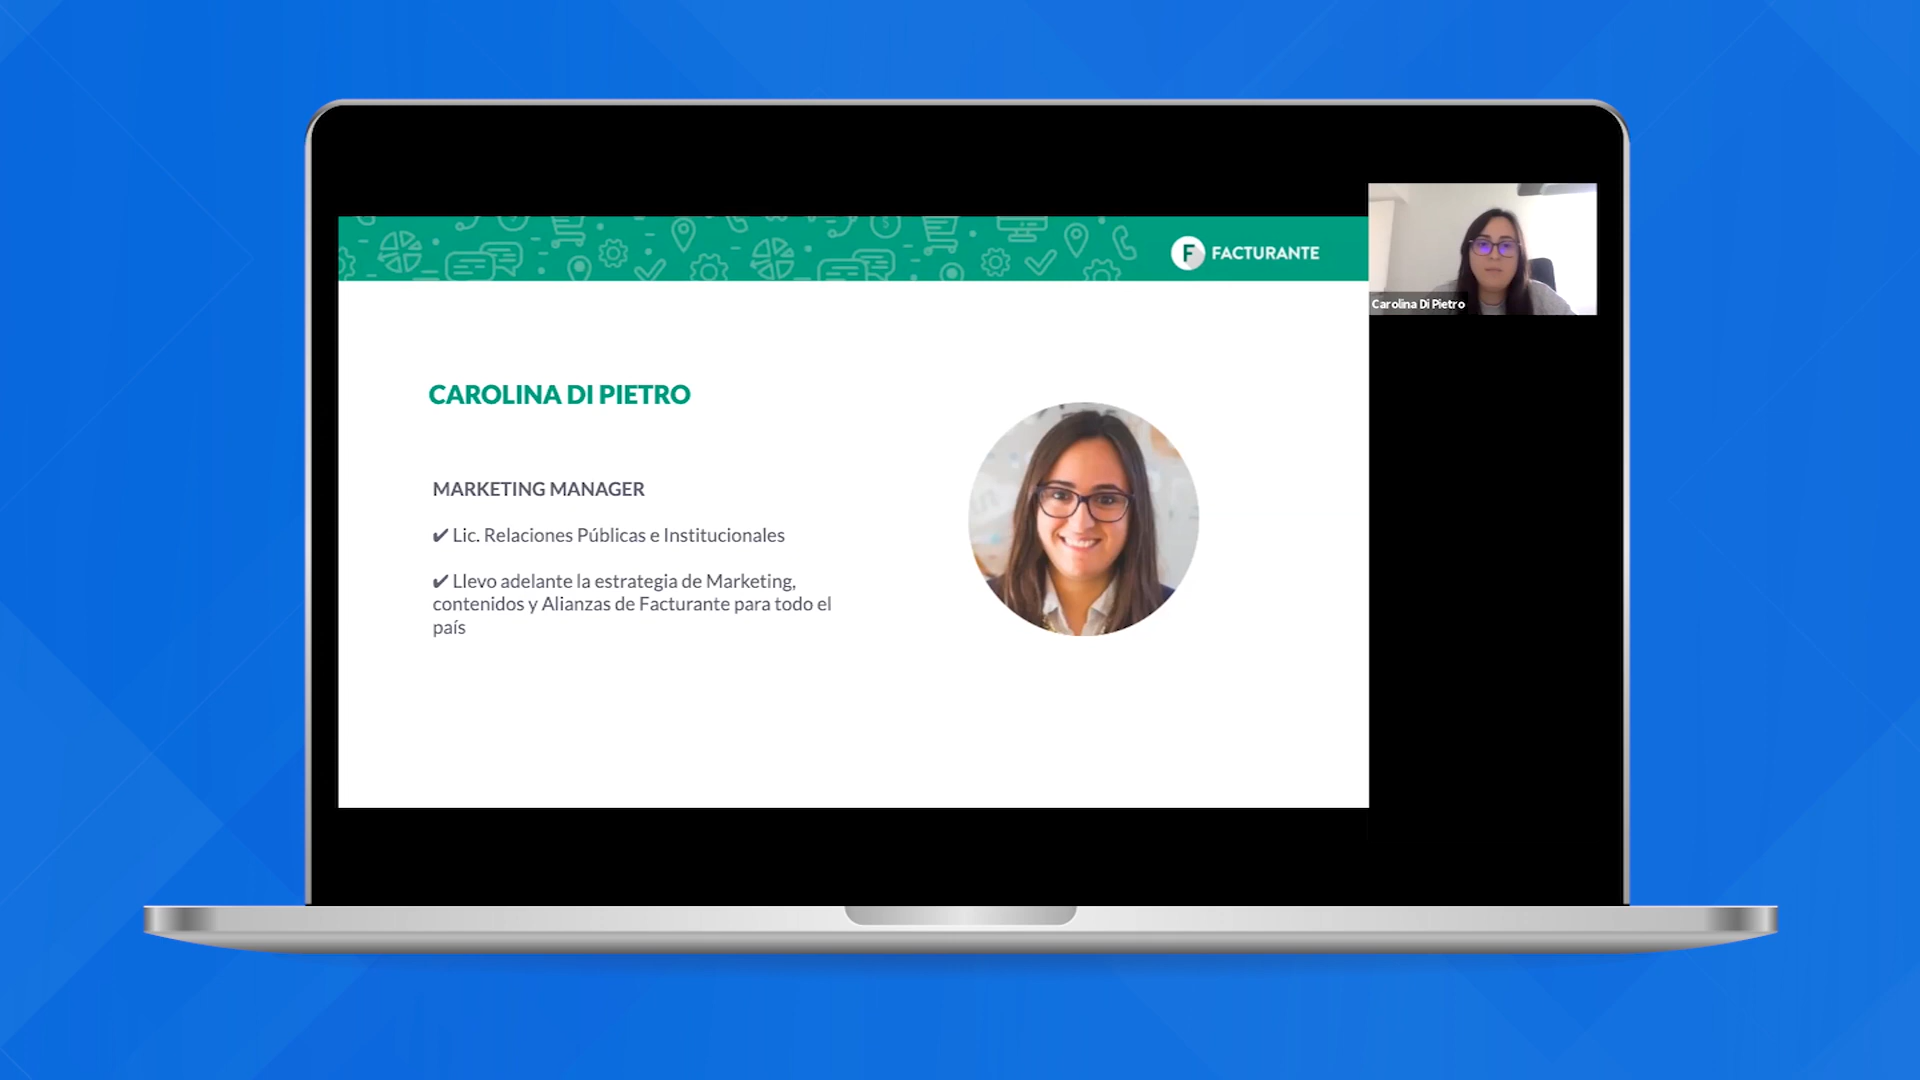 F FACTURANTE
Carolina Di Pietro
CAROLINA DI PIETRO
MARKETING MANAGER
✔ Lic. Relaciones Públicas e Institucionales
✔ Llevo adelante la estrategia de Marketing,
contenidos y Alianzas de Facturante para todo el
país